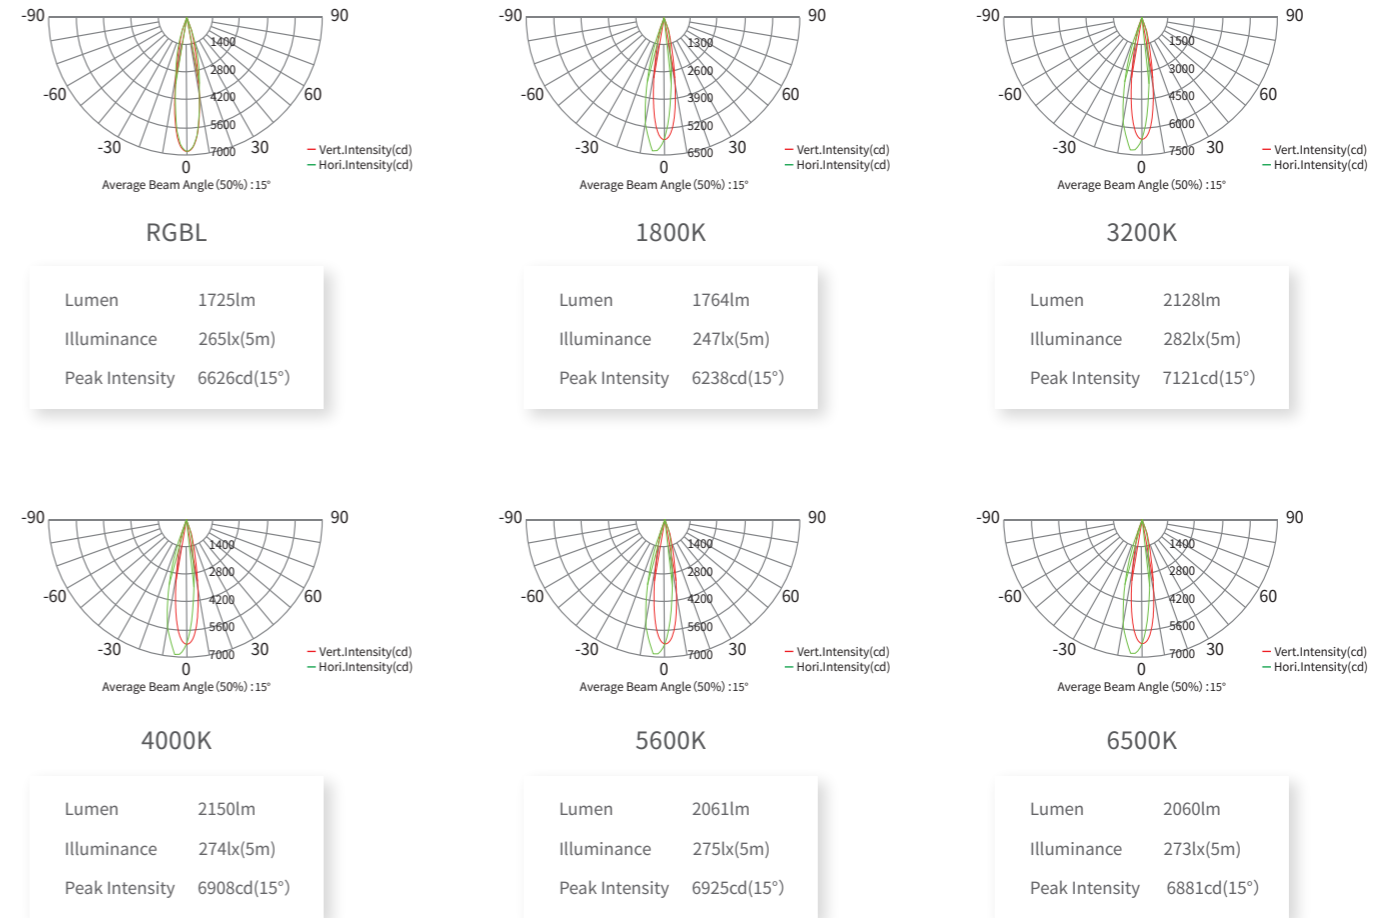 -90 90
1400
2800
4200
5600
7000
-60 60
-30 30
0
Vert.Intensity(cd)
Hori.Intensity(cd)
Average Beam Angle (50%) :15°
RGBL
Lumen 1725lm
Illuminance 265lx(5m)
Peak Intensity 6626cd(15°)
-90 90
1300
2600
3900
5200
6500
-60 60
-30 30
0
Vert.Intensity(cd)
Hori.Intensity(cd)
Average Beam Angle (50%) :15°
1800K
Lumen 1764lm
Illuminance 247lx(5m)
Peak Intensity 6238cd(15°)
-90 90
1500
3000
4500
6000
7500
-60 60
-30 30
0
Vert.Intensity(cd)
Hori.Intensity(cd)
Average Beam Angle (50%) :15°
3200K
Lumen 2128lm
Illuminance 282lx(5m)
Peak Intensity 7121cd(15°)
-90 90
1400
2800
4200
5600
7000
-60 60
-30 30
0
Vert.Intensity(cd)
Hori.Intensity(cd)
Average Beam Angle (50%) :15°
4000K
Lumen 2150lm
Illuminance 274lx(5m)
Peak Intensity 6908cd(15°)
-90 90
1400
2800
4200
5600
7000
-60 60
-30 30
0
Vert.Intensity(cd)
Hori.Intensity(cd)
Average Beam Angle (50%) :15°
5600K
Lumen 2061lm
Illuminance 275lx(5m)
Peak Intensity 6925cd(15°)
-90 90
1400
2800
4200
5600
7000
-60 60
-30 30
0
Vert.Intensity(cd)
Hori.Intensity(cd)
Average Beam Angle (50%) :15°
6500K
Lumen 2060lm
Illuminance 273lx(5m)
Peak Intensity 6881cd(15°)